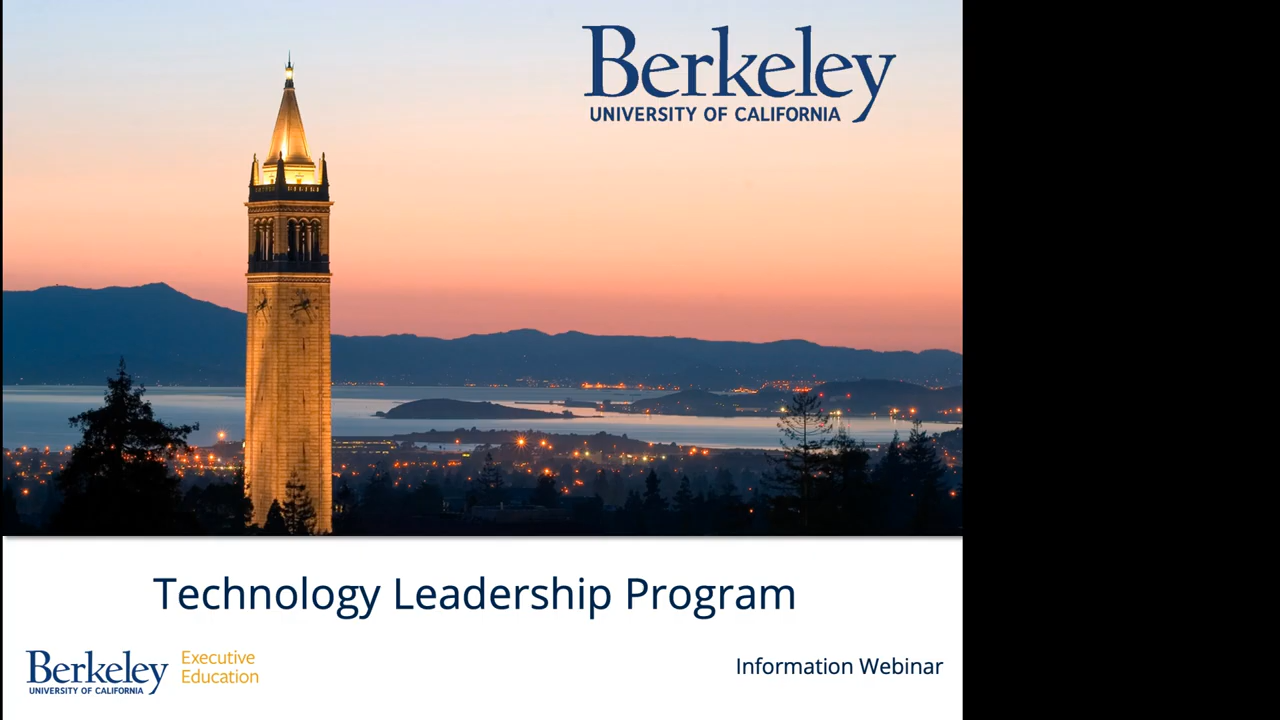 Berkeley
UNIVERSITY OF CALIFORNIA
Technology Leadership Program
Berkeley
UNIVERSITY OF CALIFORNIA
Executive
Education
Information Webinar